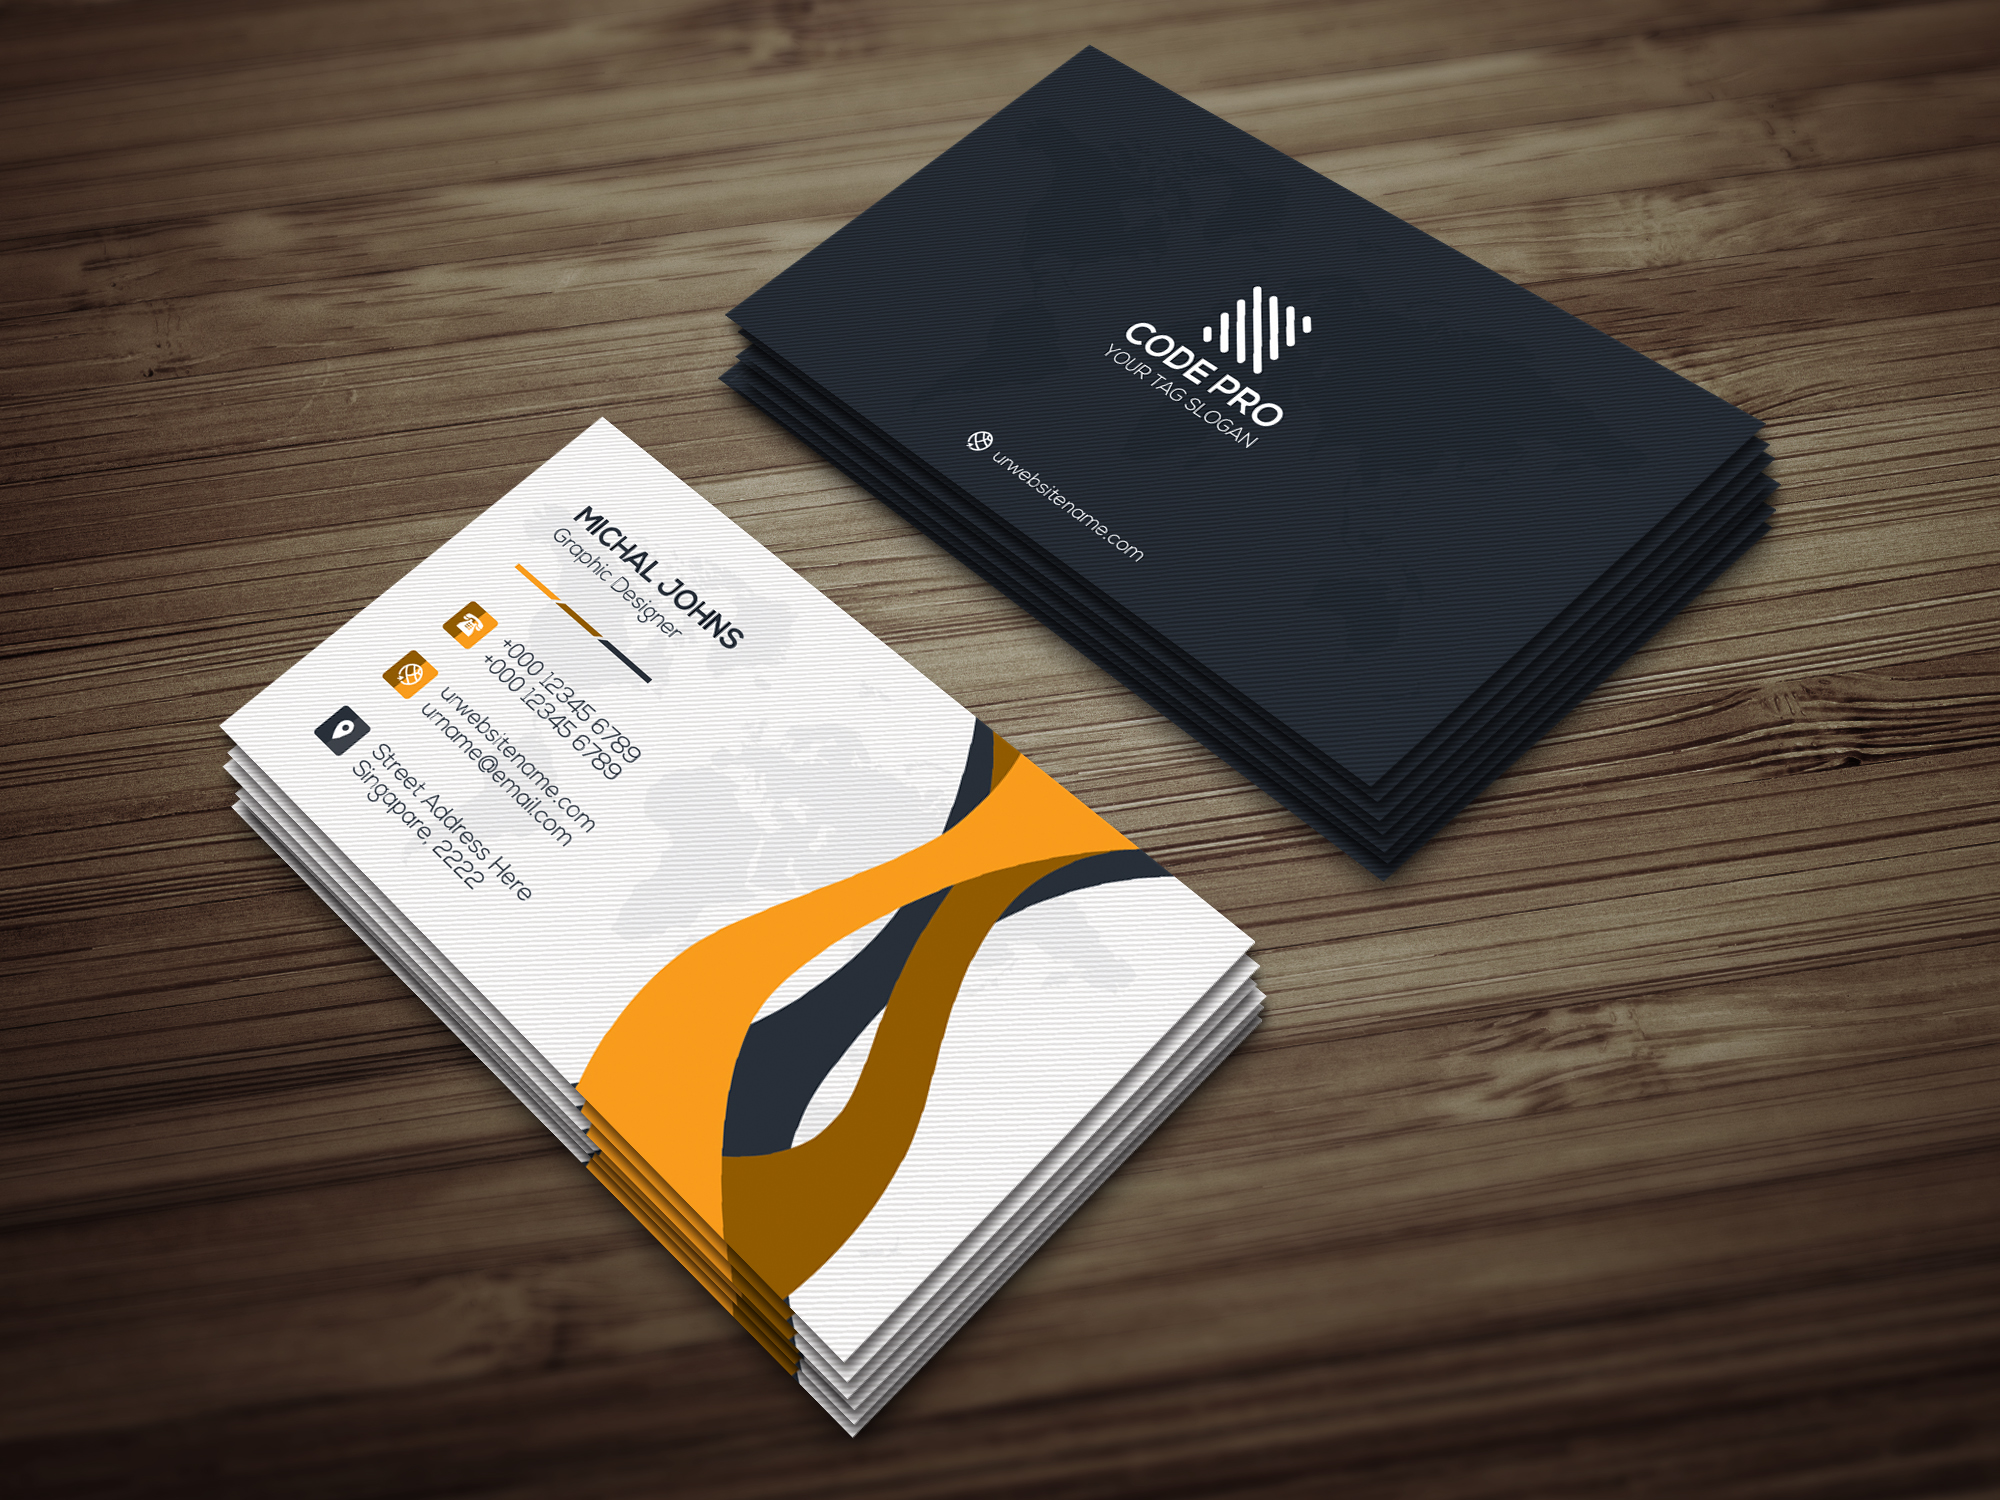 CODE PRO
YOUR TAG SLOGAN
urwebsitename.com
MICHAL JOHNS
Graphic Designer
+000 12345 6789
+000 12345 6789
urwebsitename.com
urname@email.com
Street Address Here
Singapore, 2222